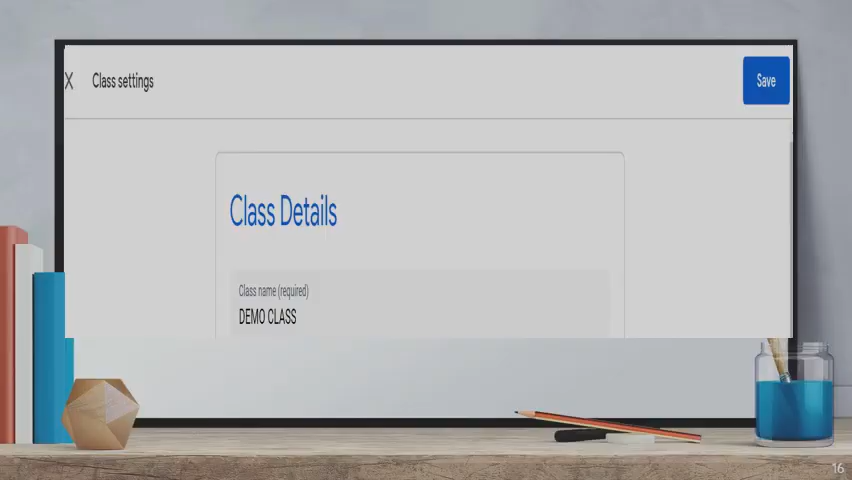 X Class settings Save
Class Details
Class name (required)
DEMO CLASS
16